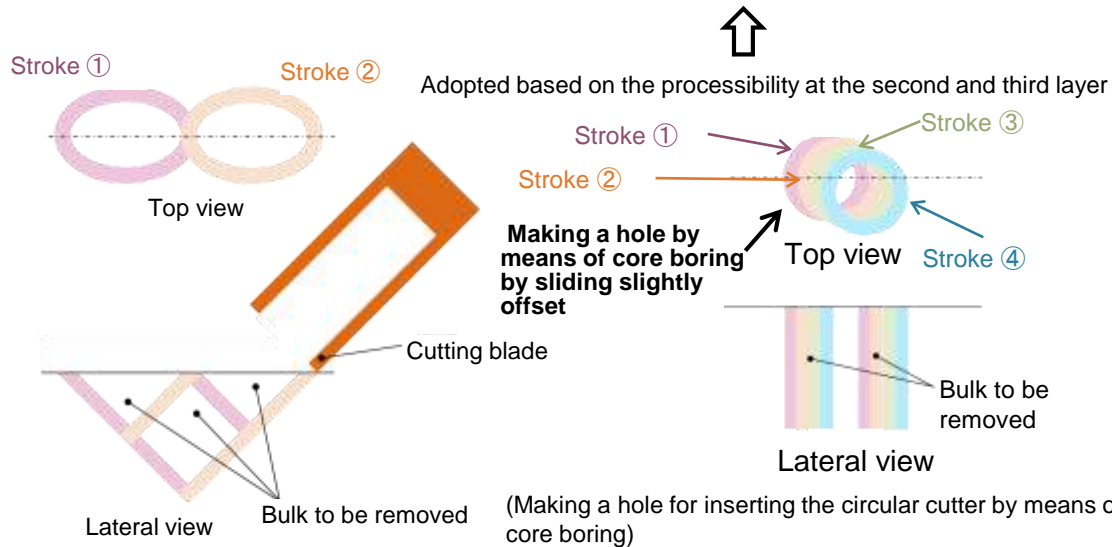 Stroke ①
Stroke ②
Top view
Cutting blade
Lateral view
Bulk to be removed
Adopted based on the processibility at the second and third layer
Stroke ①
Stroke ③
Stroke ②
Making a hole by
means of core boring
by sliding slightly
offset
Top view
Stroke ④
Bulk to be
removed
Lateral view
(Making a hole for inserting the circular cutter by means o
core boring)